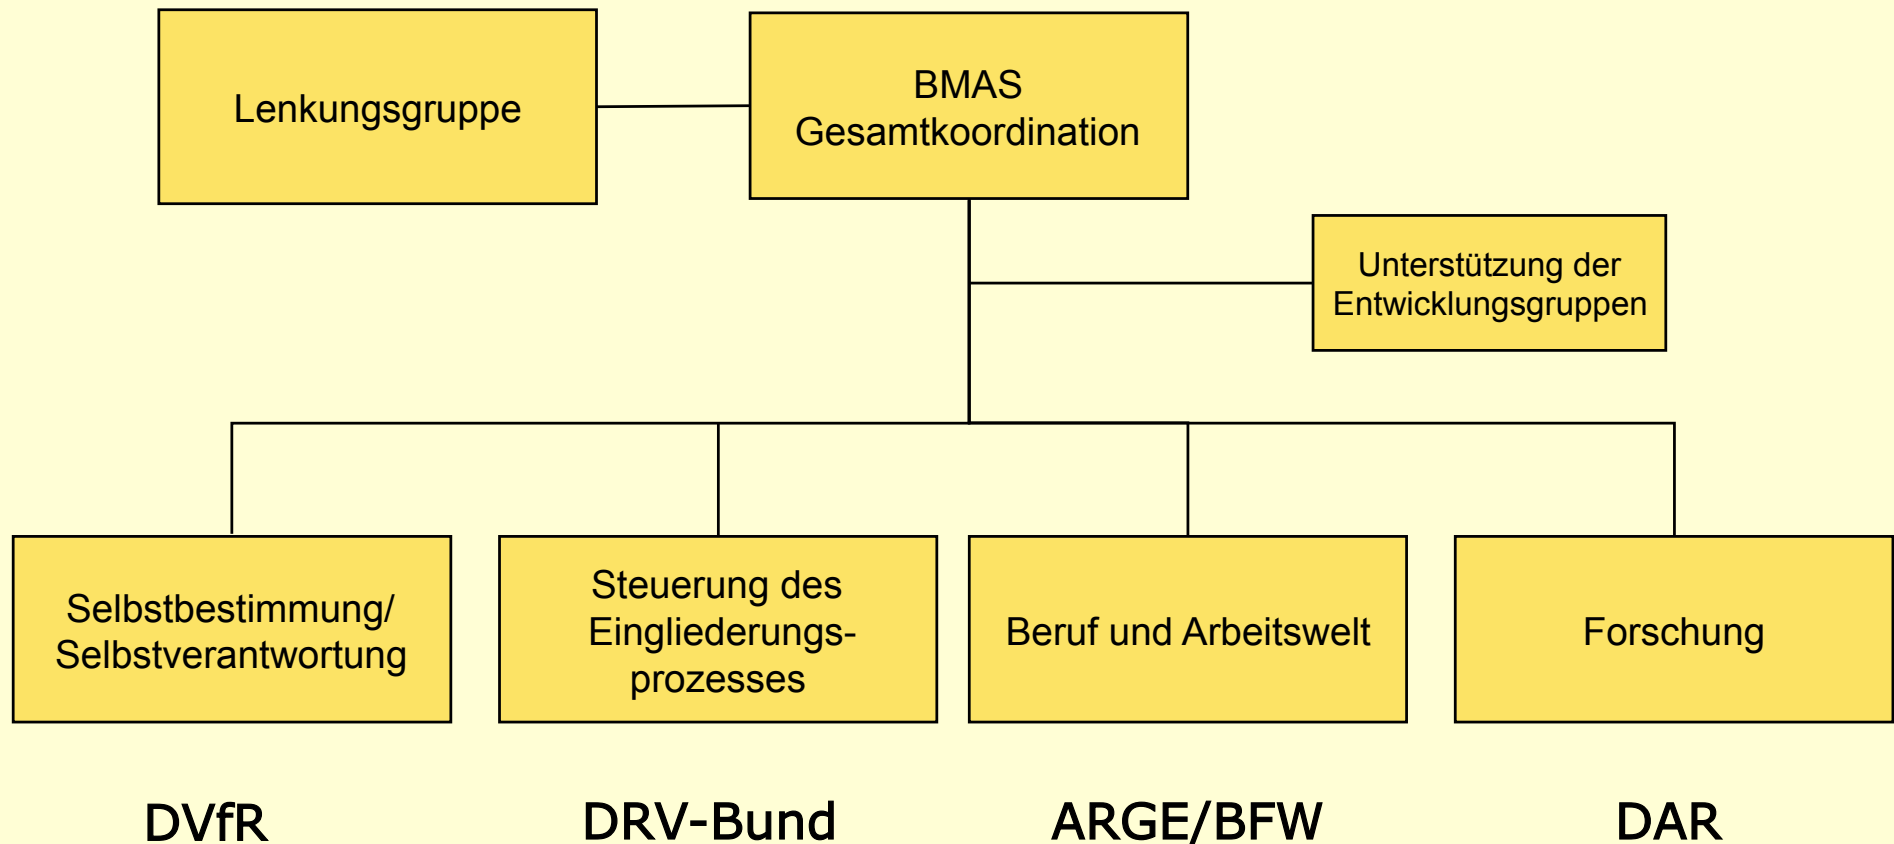 Lenkungsgruppe
BMAS
Gesamtkoordination
Unterstützung der
Entwicklungsgruppen
Selbstbestimmung/
Selbstverantwortung
Steuerung des
Eingliederungs-
prozesses
Beruf und Arbeitswelt
Forschung
DVfR
DRV-Bund
ARGE/BFW
DAR